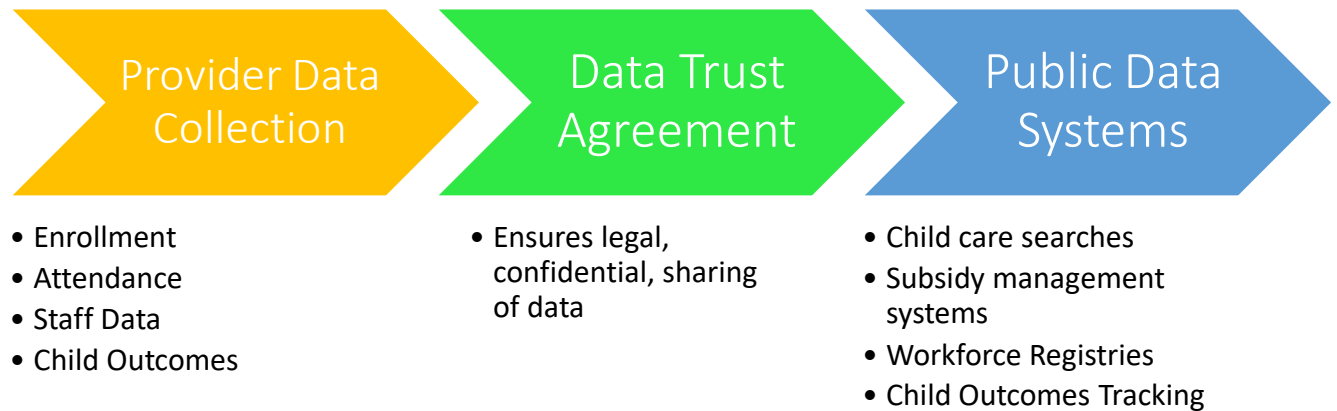 Provider Data
Collection
• Enrollment
• Attendance
• Staff Data
• Child Outcomes
Data Trust
Agreement
• Ensures legal,
confidential, sharing
of data
Public Data
Systems
• Child care searches
• Subsidy management
systems
• Workforce Registries
• Child Outcomes Tracking